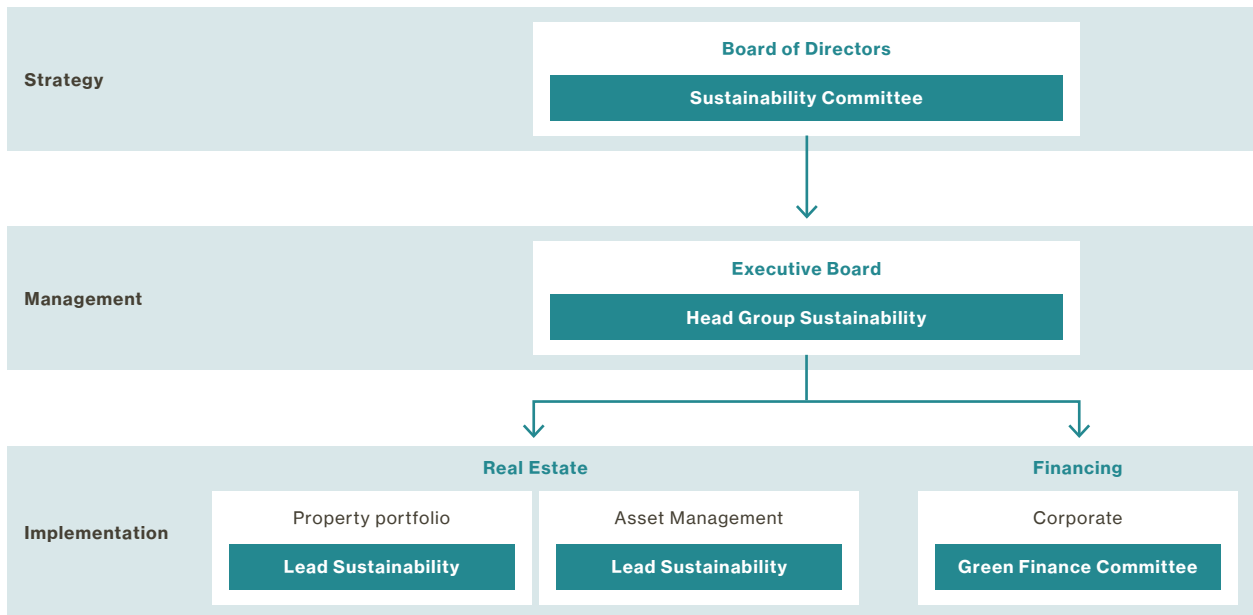 Strategy
Board of Directors
Sustainability Committee
Management
Executive Board
Head Group Sustainability
Implementation
Real Estate
Financing
Property portfolio
Asset Management
Corporate
Lead Sustainability
Lead Sustainability
Green Finance Committee